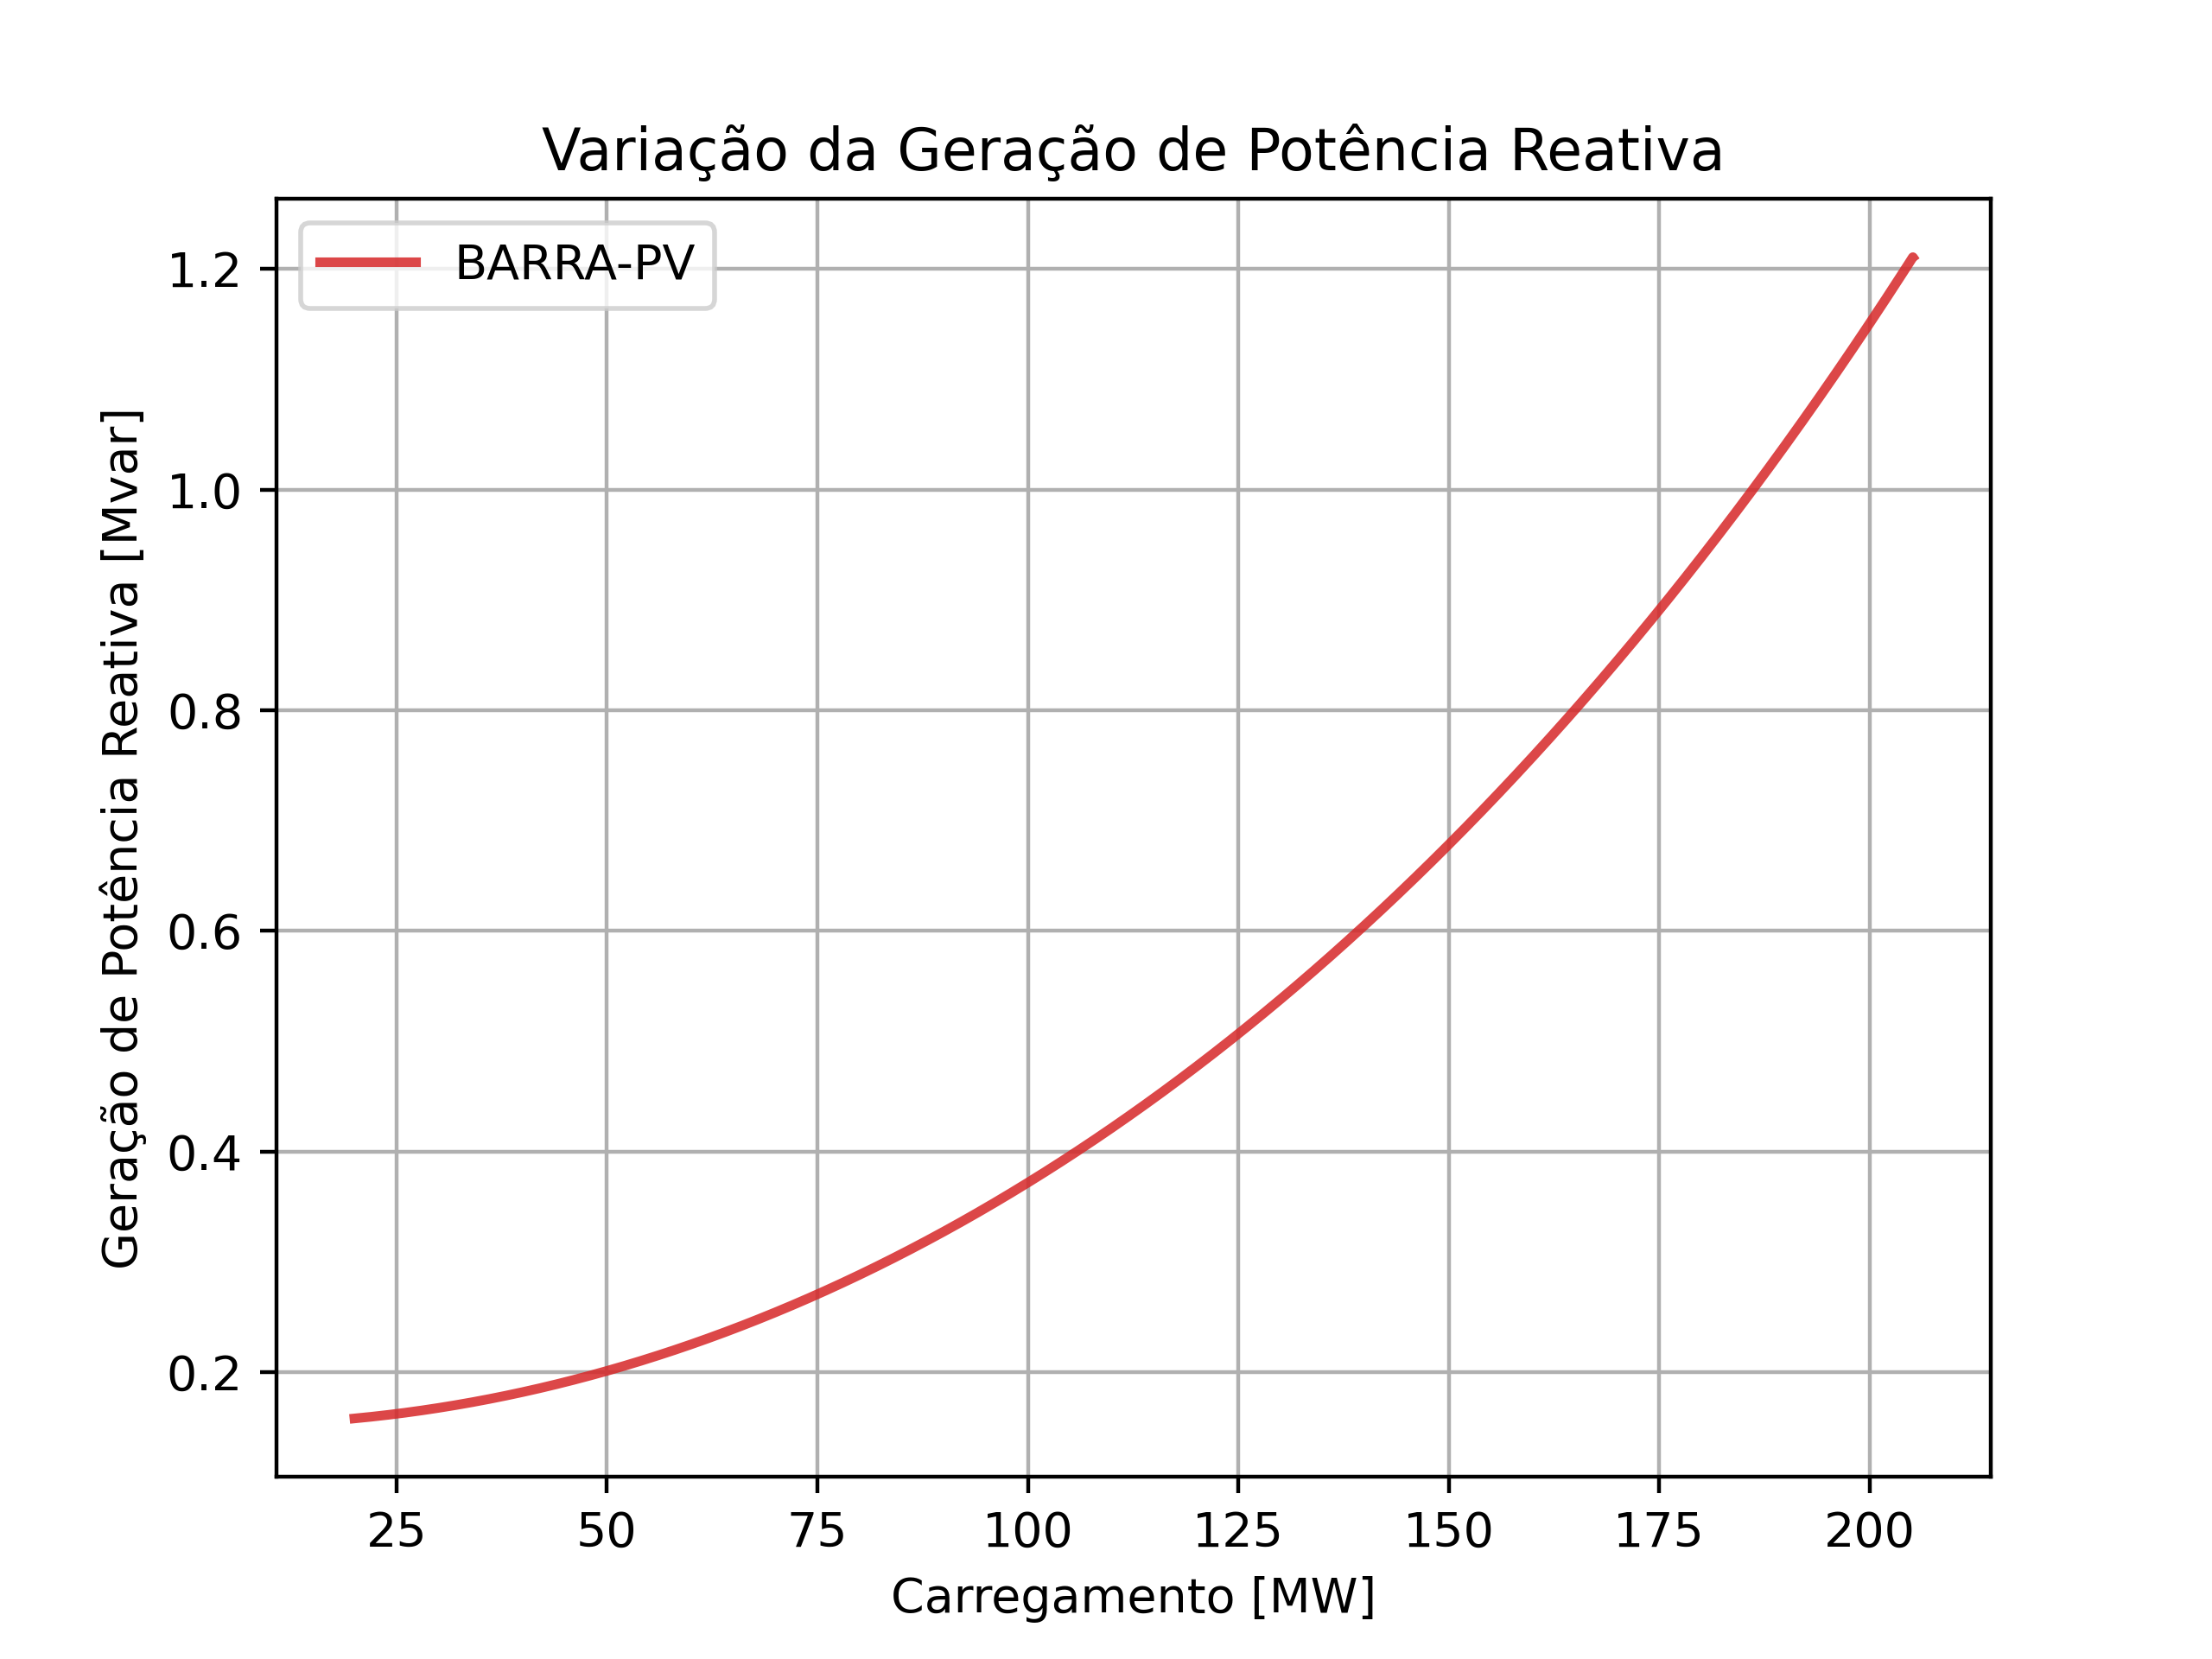 Variação da Geração de Potência Reativa
BARRA-PV
Geração de Potência Reativa [Mvar]
1.2
1.0
0.8
0.6
0.4
0.2
25 50 75 100 125 150 175 200
Carregamento [MW]